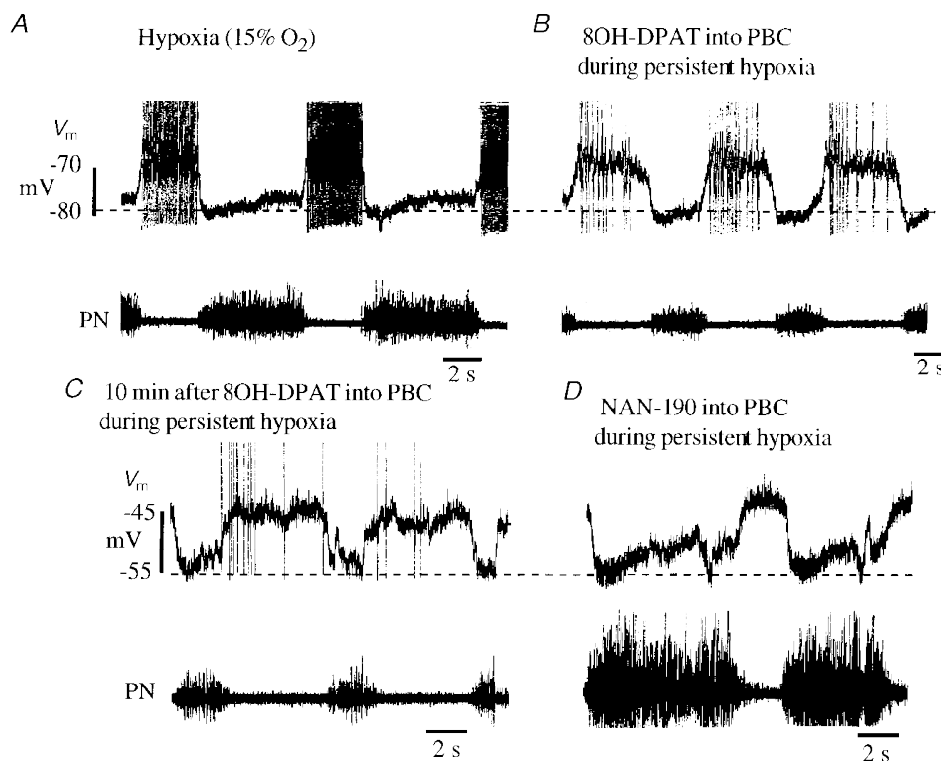 A
Hypoxia (15% O₂)
Vm
-70
mV
-80
PN
2 s
B
8OH-DPAT into PBC
during persistent hypoxia
2 s
C
10 min after 8OH-DPAT into PBC
during persistent hypoxia
Vm
-45
mV
-55
PN
2 s
D
NAN-190 into PBC
during persistent hypoxia
2 s